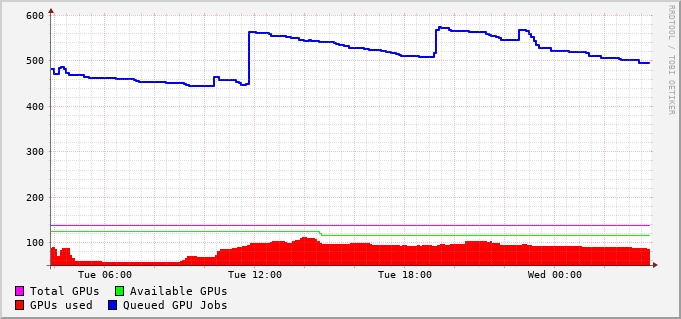 600
500
400
300
200
100
Tue 06:00 Tue 12:00 Tue 18:00 Wed 00:00
Total GPUs Available GPUs
GPUs used Queued GPU Jobs
RRDTOOL / TOBI OETIKER